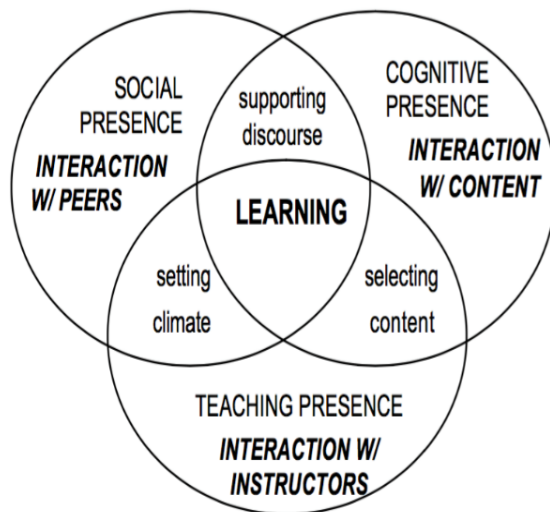 SOCIAL
PRESENCE
INTERACTION
W/ PEERS
supporting
discourse
COGNITIVE
PRESENCE
INTERACTION
W/ CONTENT
LEARNING
setting
climate
selecting
content
TEACHING PRESENCE
INTERACTION W/
INSTRUCTORS